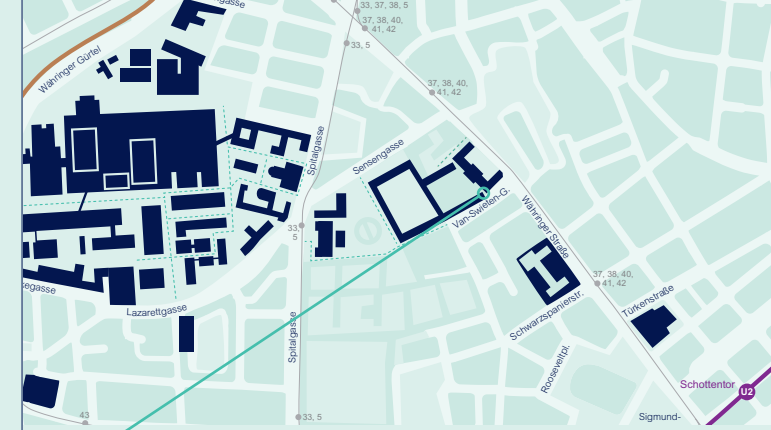 gasse
33, 37, 38, 5
37, 38, 40,
41, 42
33, 5
Währinger Gürtel
37, 38, 40,
41, 42
Spitalgasse
Sensengasse
Van-Swieten-G.
Währinger Straße
33,
5
37, 38, 40,
41, 42
egasse
Lazarettgasse
Schwarzspanierstr.
Türkenstraße
Spitalgasse
Rooseveltpl.
Schottentor
U2
43
33, 5
Sigmund-